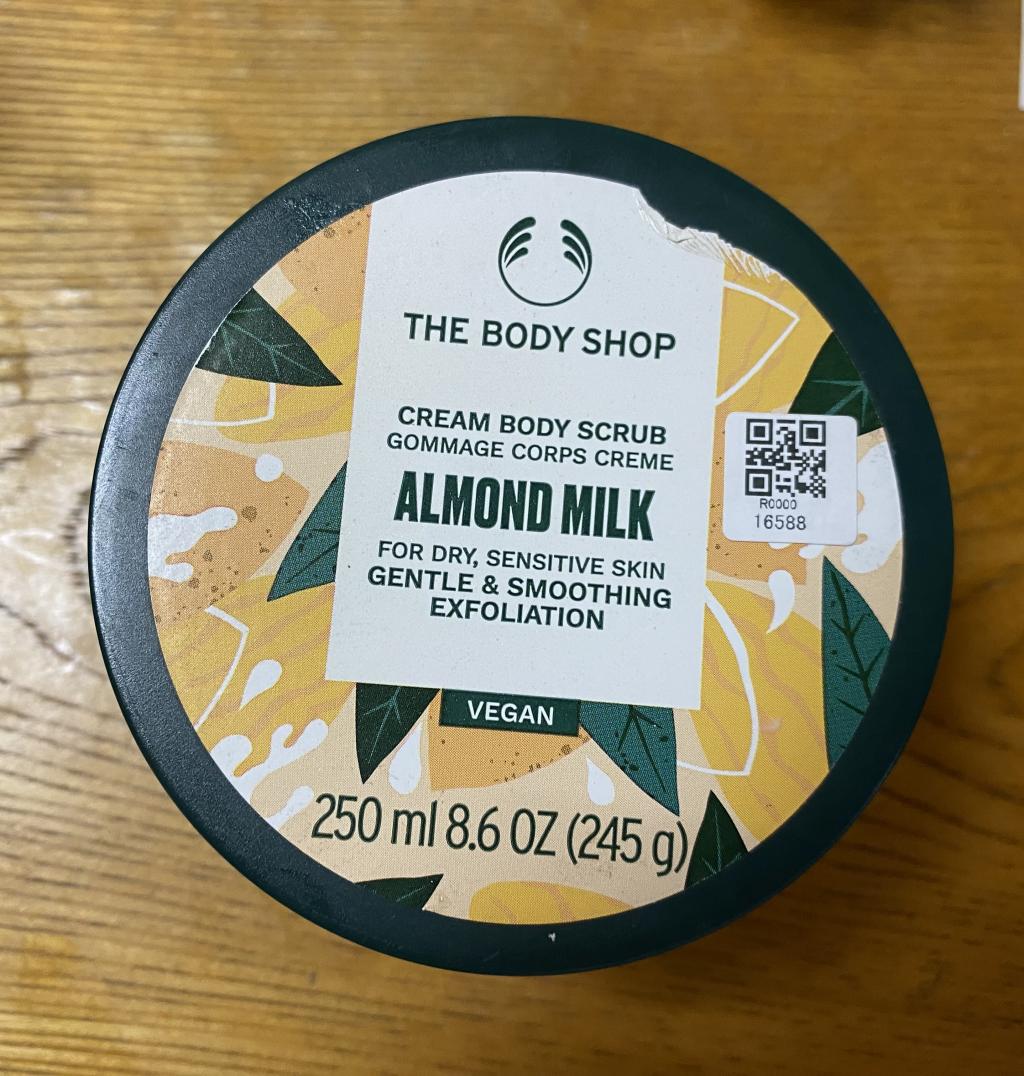 THE BODY SHOP
CREAM BODY SCRUB
GOMMAGE CORPS CREME
ALMOND MILK
FOR DRY, SENSITIVE SKIN
GENTLE & SMOOTHING
EXFOLIATION
VEGAN
250 ml 8.6 OZ (245 g)
R0000
16588